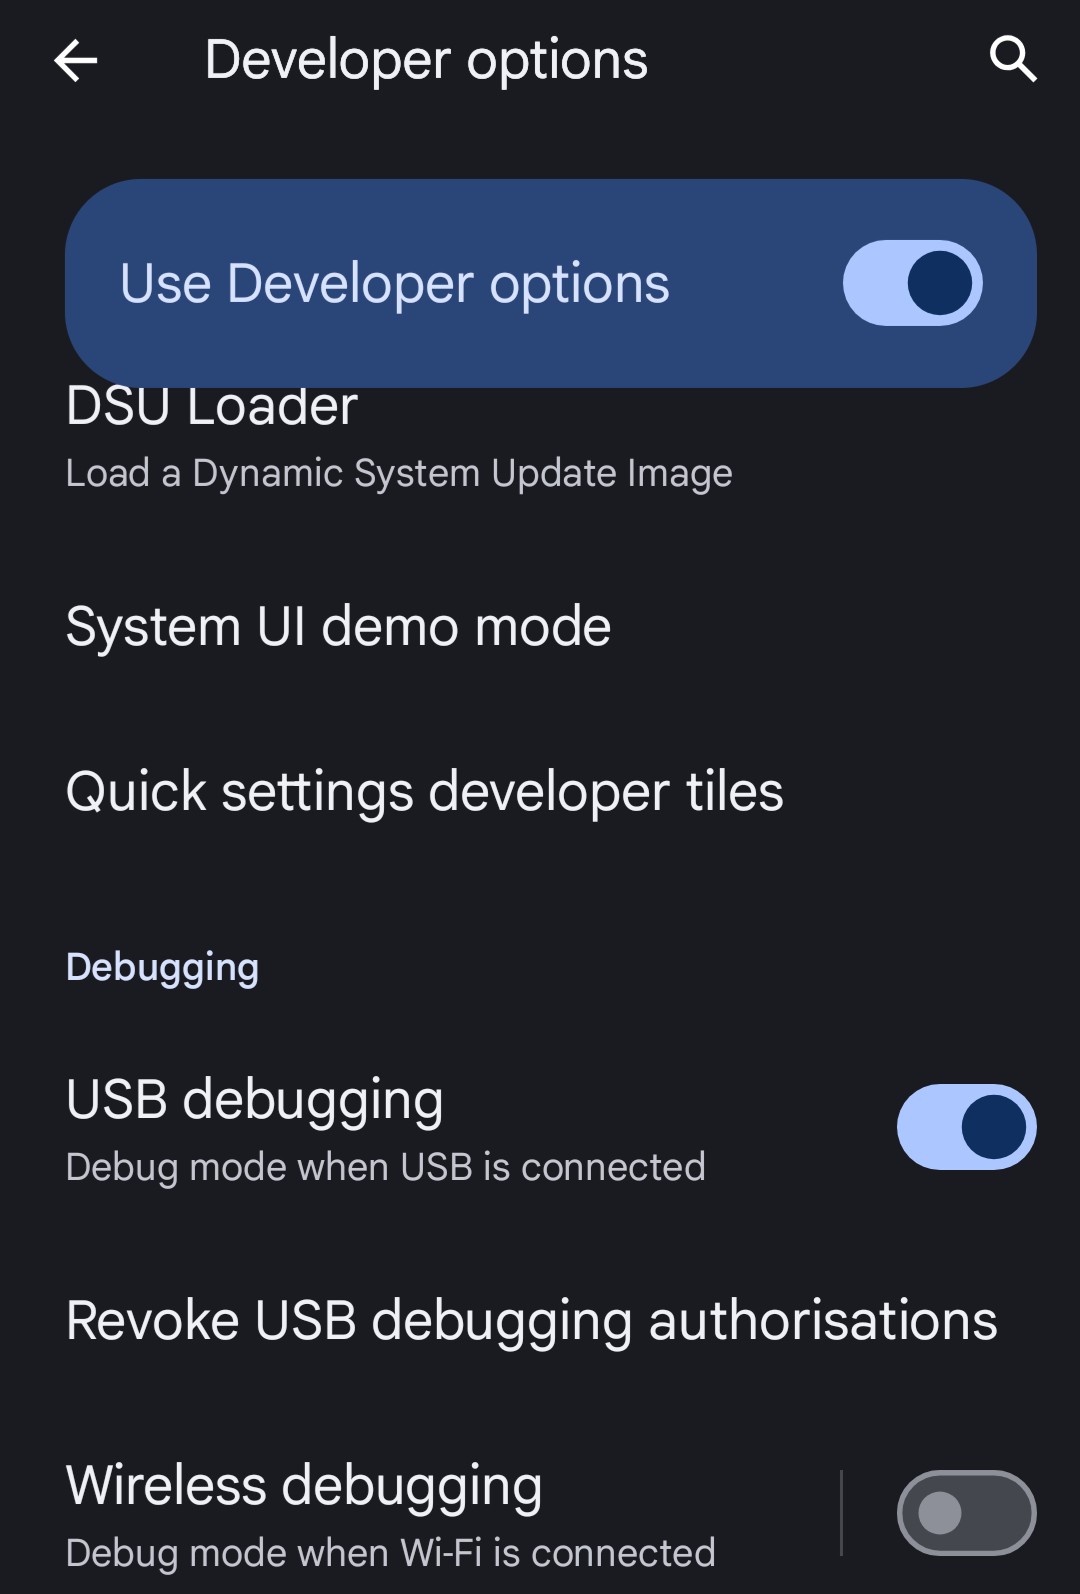 Developer options
Use Developer options
DSU Loader
Load a Dynamic System Update Image
System UI demo mode
Quick settings developer tiles
Debugging
USB debugging
Debug mode when USB is connected
Revoke USB debugging authorisations
Wireless debugging
Debug mode when Wi-Fi is connected